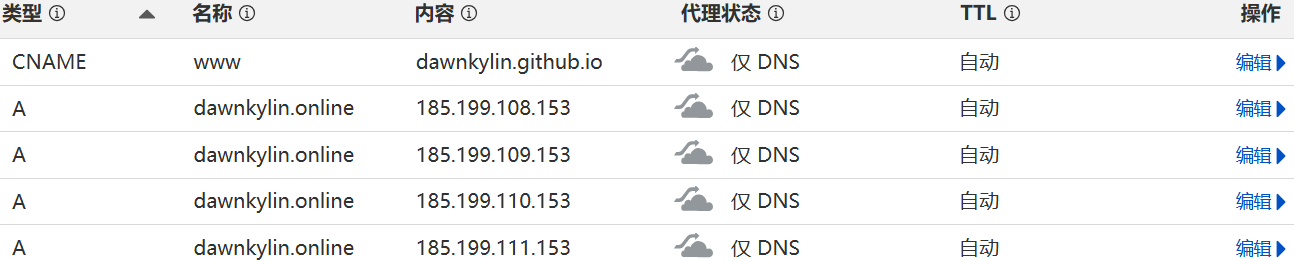 类型 名称 内容 代理状态 TTL 操作
CNAME www dawnkylin.github.io 仅 DNS 自动 编辑
A dawnkylin.online 185.199.108.153 仅 DNS 自动 编辑
A dawnkylin.online 185.199.109.153 仅 DNS 自动 编辑
A dawnkylin.online 185.199.110.153 仅 DNS 自动 编辑
A dawnkylin.online 185.199.111.153 仅 DNS 自动 编辑